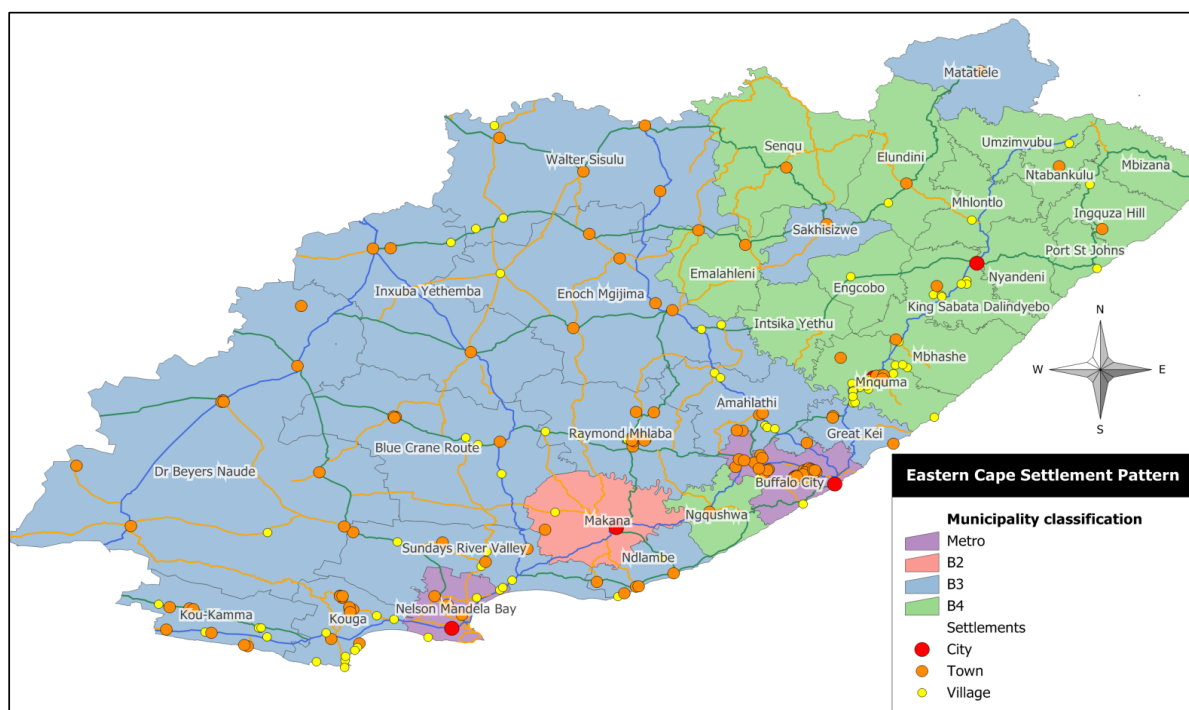 Matatiele
Umzimvubu
Walter Sisulu
Senqu
Elundini
Mbizana
Ntabankulu
Mhlontlo
Ingquza Hill
Sakhisizwe
Port St Johns
Emalahleni
Nyandeni
Engcobo
Inxuba Yethemba
Enoch Mgijima
King Sabata Dalindyebo
N
Intsika Yethu
Mbhashe
W
E
Mnquma
Amahlathi
S
Raymond Mhlaba
Great Kei
Blue Crane Route
Dr Beyers Naude
Buffalo City
Ngqushwa
Makana
Sundays River Valley
Ndlambe
Nelson Mandela Bay
Kou-Kamma
Kouga
Eastern Cape Settlement Pattern
Municipality classification
Metro
B2
B3
B4
Settlements
City
Town
Village